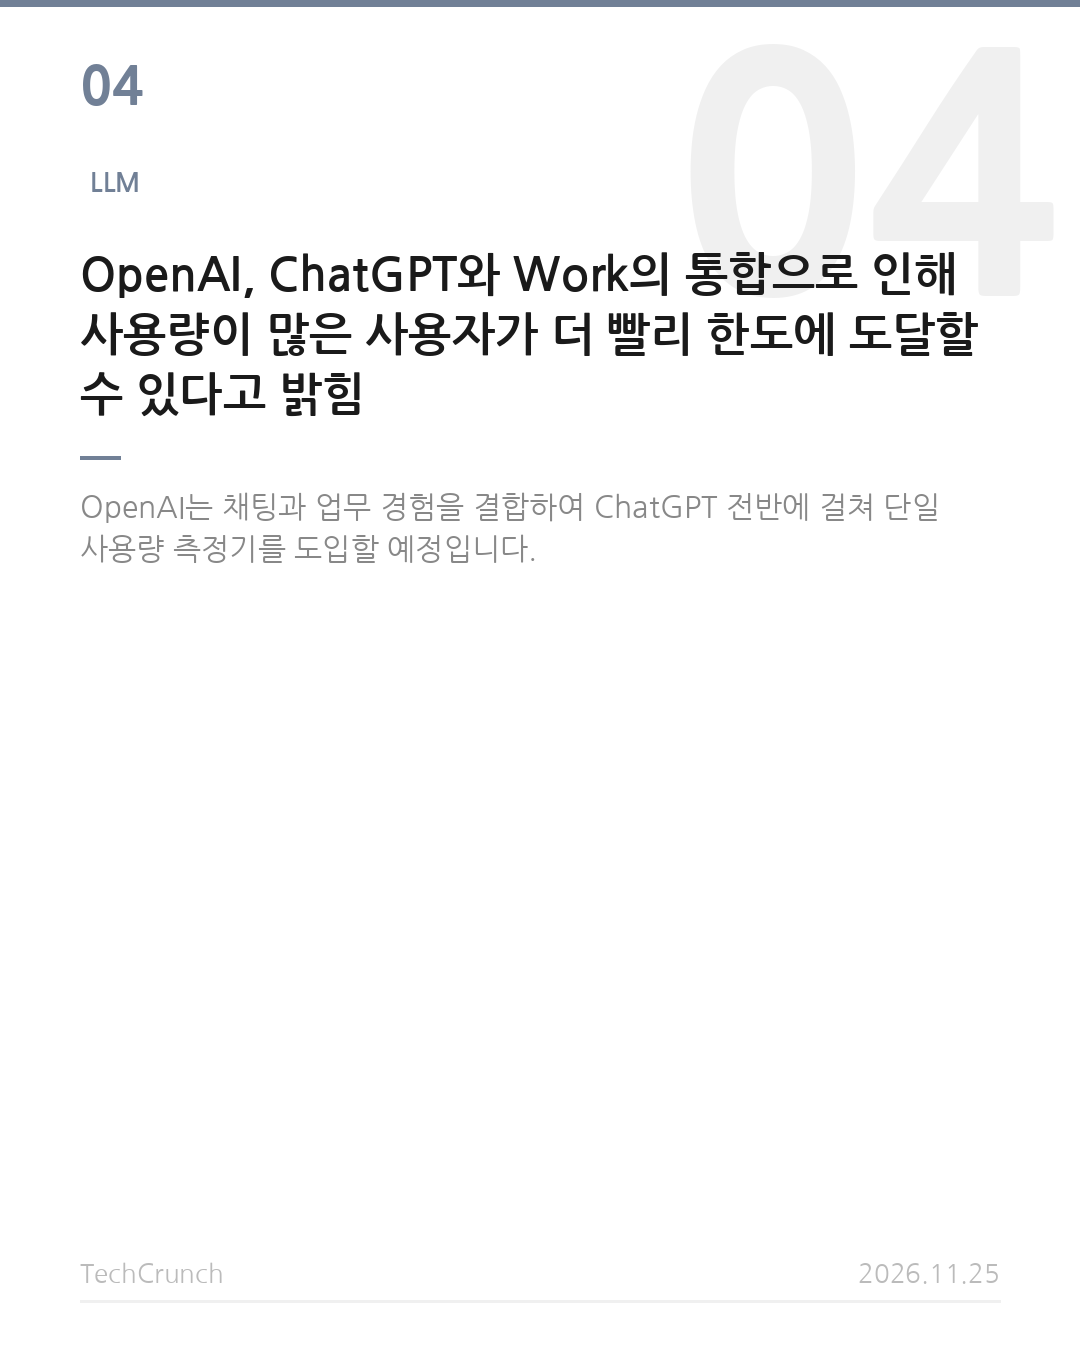 04
04
LLM
OpenAI, ChatGPT와 Work의 통합으로 인해
사용량이 많은 사용자가 더 빨리 한도에 도달할
수 있다고 밝힘
OpenAI는 채팅과 업무 경험을 결합하여 ChatGPT 전반에 걸쳐 단일
사용량 측정기를 도입할 예정입니다.
TechCrunch
2026.11.25